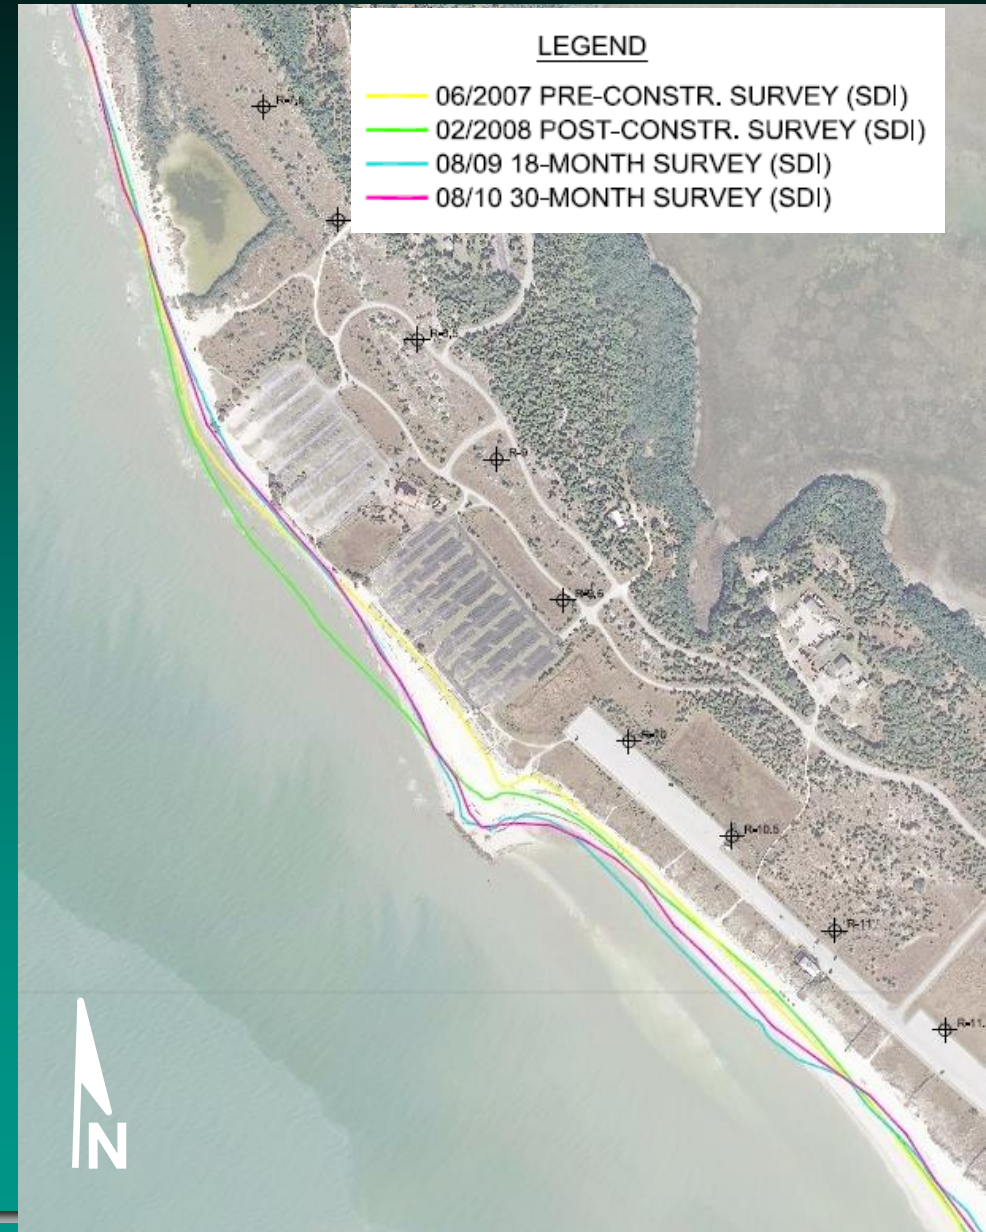 LEGEND
06/2007 PRE-CONSTR. SURVEY (SDI)
02/2008 POST-CONSTR. SURVEY (SDI)
08/09 18-MONTH SURVEY (SDI)
08/10 30-MONTH SURVEY (SDI)
R-9
R-10
R-10.5
R-11
R-11.
N